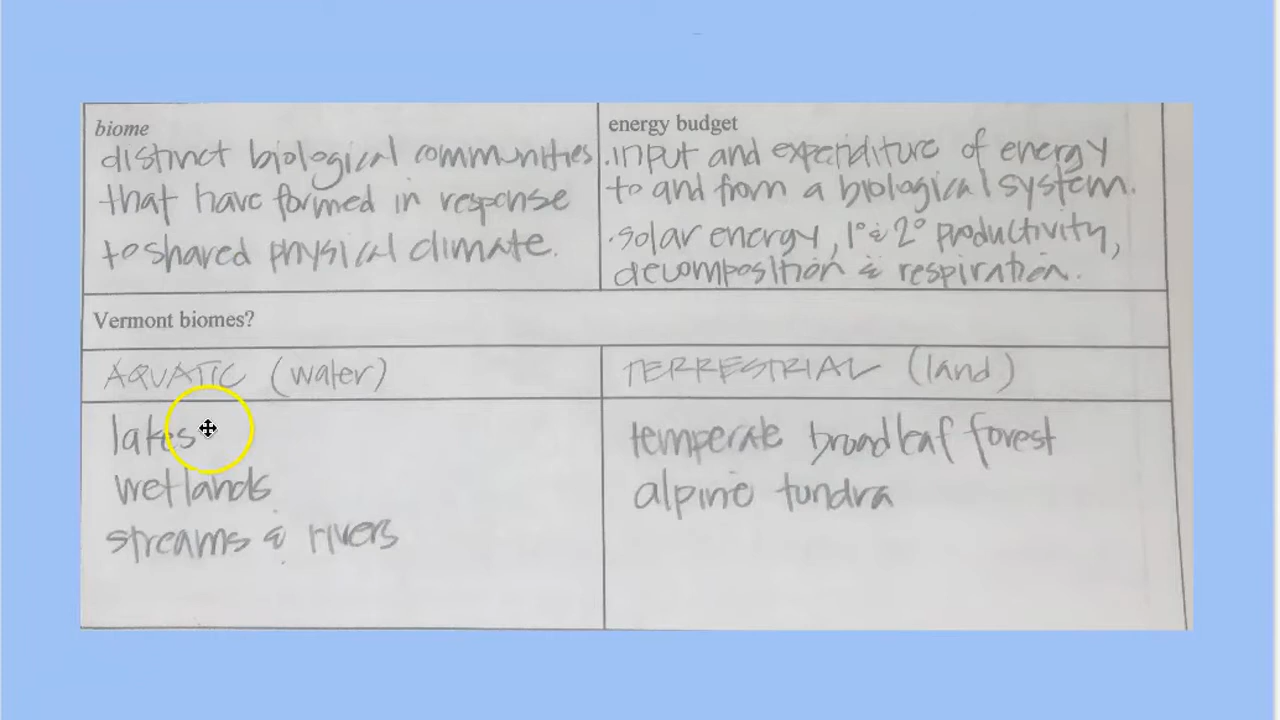 biome
distinct biological communities
that have formed in response
to shared physical climate.
energy budget
·input and expenditure of energy
to and from a biological system.
·solar energy, 1° & 2° productivity,
decomposition & respiration.
Vermont biomes?
AQUATIC (water)
TERRESTRIAL (land)
lakes
wetlands
streams & rivers
temperate broadleaf forest
alpine tundra